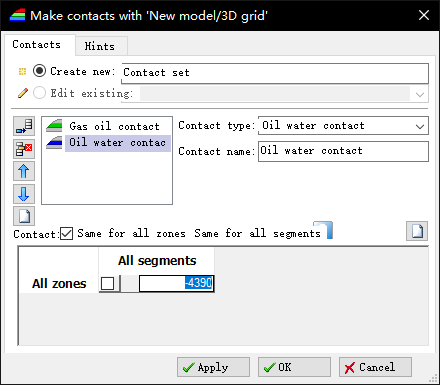 Make contacts with 'New model/3D grid'
Contacts
Hints
Create new:
Contact set
Edit existing:
Gas oil contact
Oil water contac
Contact type:
Oil water contact
Contact name:
Oil water contact
Contact:
Same for all zones
Same for all segments
All segments
All zones
-4390
Apply
OK
Cancel